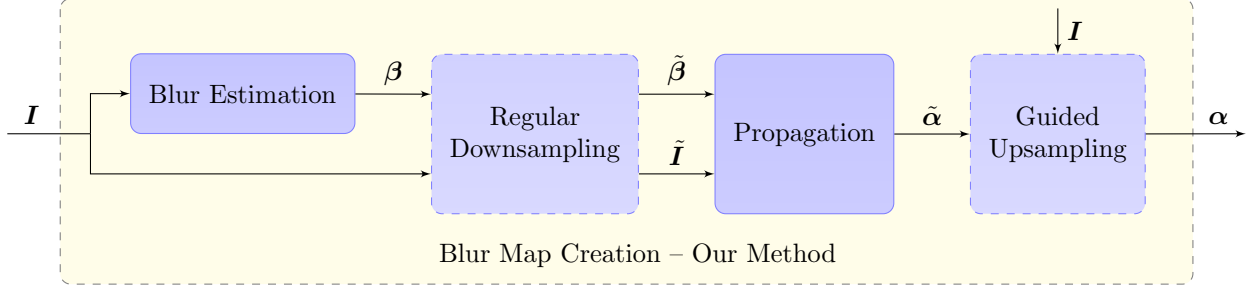 I
Blur Estimation
β
Regular
Downsampling
β̃
Ĩ
Propagation
α̃
I
Guided
Upsampling
α
Blur Map Creation – Our Method